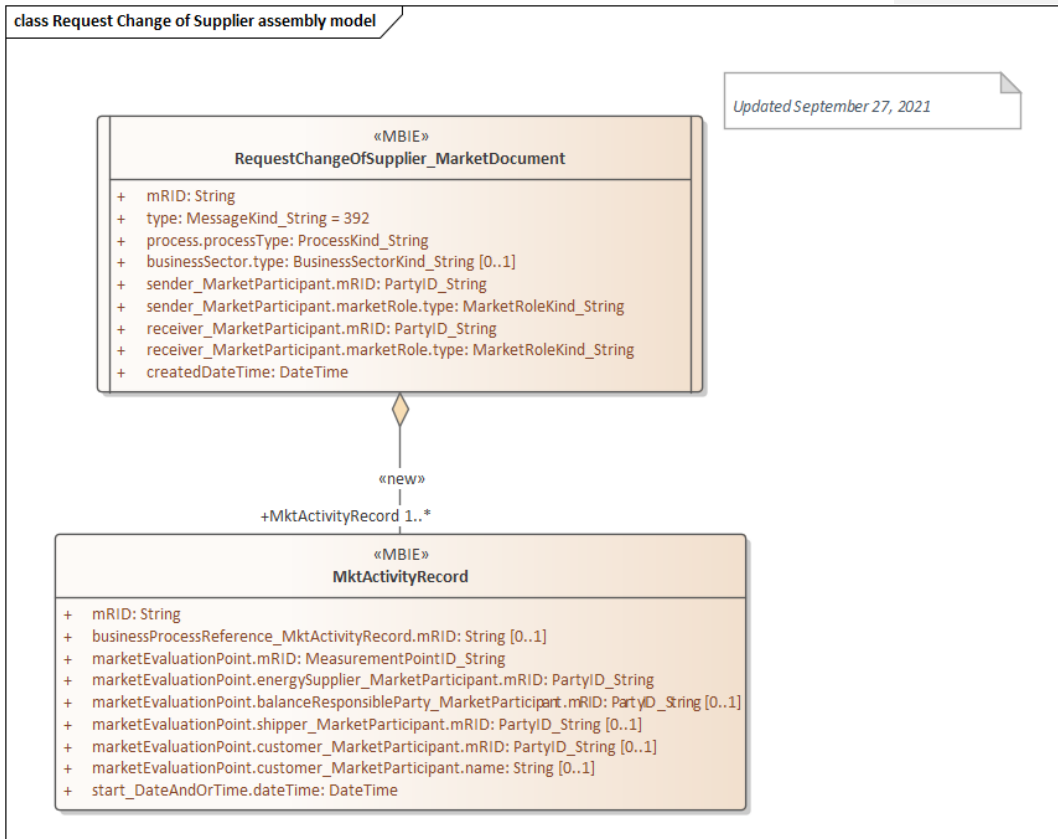 class Request Change of Supplier assembly model
Updated September 27, 2021
«MBIE»
RequestChangeOfSupplier_MarketDocument
+ mRID: String
+ type: MessageKind_String = 392
+ process.processType: ProcessKind_String
+ businessSector.type: BusinessSectorKind_String [0..1]
+ sender_MarketParticipant.mRID: PartyID_String
+ sender_MarketParticipant.marketRole.type: MarketRoleKind_String
+ receiver_MarketParticipant.mRID: PartyID_String
+ receiver_MarketParticipant.marketRole.type: MarketRoleKind_String
+ createdDateTime: DateTime
«new»
+MktActivityRecord 1..*
«MBIE»
MktActivityRecord
+ mRID: String
+ businessProcessReference_MktActivityRecord.mRID: String [0..1]
+ marketEvaluationPoint.mRID: MeasurementPointID_String
+ marketEvaluationPoint.energySupplier_MarketParticipant.mRID: PartyID_String
+ marketEvaluationPoint.balanceResponsibleParty_MarketParticipant.mRID: PartyID_String [0..1]
+ marketEvaluationPoint.shipper_MarketParticipant.mRID: PartyID_String [0..1]
+ marketEvaluationPoint.customer_MarketParticipant.mRID: PartyID_String [0..1]
+ marketEvaluationPoint.customer_MarketParticipant.name: String [0..1]
+ start_DateAndOrTime.dateTime: DateTime